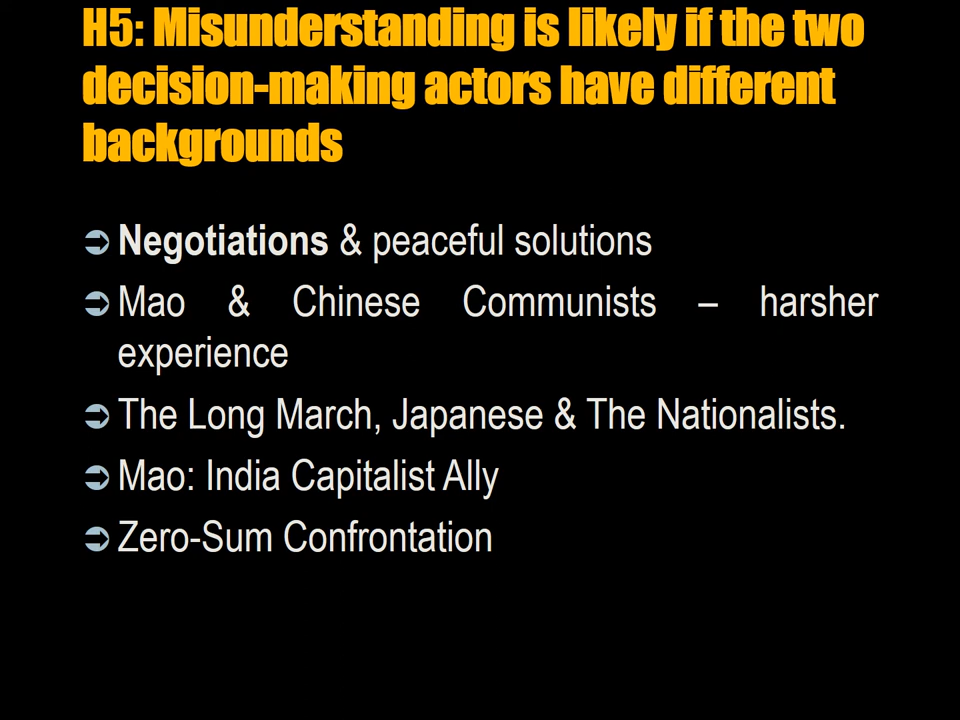 H5: Misunderstanding is likely if the two
decision-making actors have different
backgrounds
➲ Negotiations & peaceful solutions
➲ Mao & Chinese Communists – harsher
experience
➲ The Long March, Japanese & The Nationalists.
➲ Mao: India Capitalist Ally
➲ Zero-Sum Confrontation